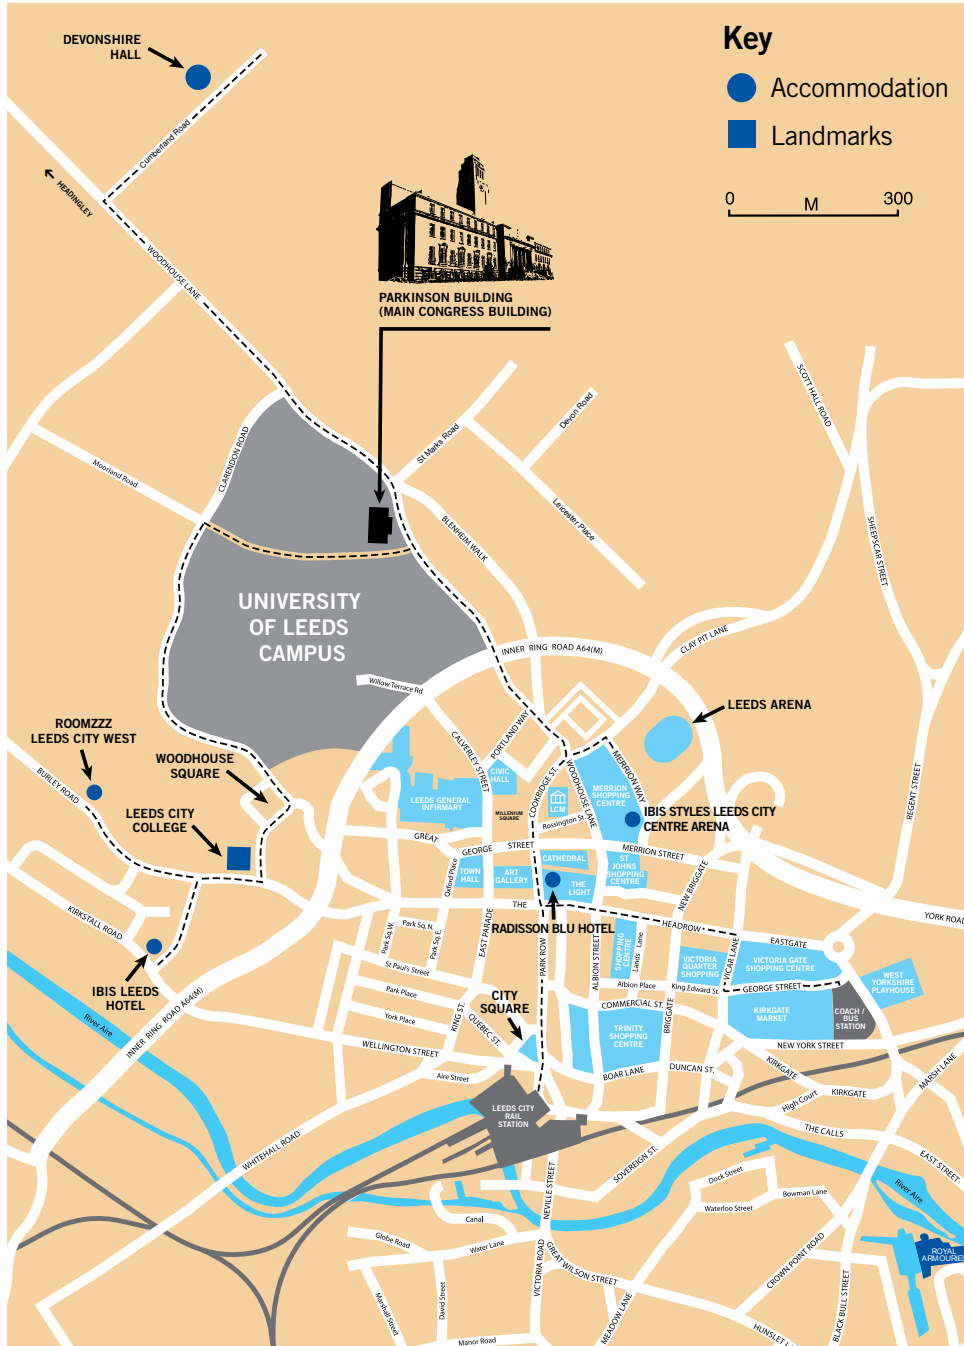 DEVONSHIRE
HALL
Key
Accommodation
Landmarks
0
M
300
Cumberland Road
HEADINGLEY
WOODHOUSE LANE
PARKINSON BUILDING
(MAIN CONGRESS BUILDING)
SCOTT HALL ROAD
Devon Road
St Marks Road
CLARENDON ROAD
Moorland Road
Leicester Place
BLENHEIM WALK
SHEEPSCAR STREET
UNIVERSITY
OF LEEDS
CAMPUS
CLAY PIT LANE
INNER RING ROAD A64(M)
Willow Terrace Rd
LEEDS ARENA
ROOMZZZ
LEEDS CITY WEST
WOODHOUSE
SQUARE
BURLEY ROAD
CALVERLEY STREET
PORTLAND WAY
CIVIC
HALL
COOKRIDGE ST.
WOODHOUSE LANE
MERRION WAY
MERRION
SHOPPING
CENTRE
REGENT STREET
LEEDS GENERAL
INFIRMARY
MILLENIUM
SQUARE
LCM
Rossington St.
LEEDS CITY
COLLEGE
IBIS STYLES LEEDS CITY
CENTRE ARENA
GREAT
GEORGE
STREET
MERRION STREET
CATHEDRAL
ST
JOHNS
SHOPPING
CENTRE
TOWN
HALL
ART
GALLERY
THE
LIGHT
Oxford Place
NEW BRIGGATE
THE
HEADROW
YORK ROAD
KIRKSTALL ROAD
RADISSON BLU HOTEL
Park Sq.W.
Park Sq. N.
Park Sq.E.
EAST PARADE
PARK ROW
ALBION STREET
SHOPPING
CENTRE
Lands Lane
EASTGATE
VICAR LANE
VICTORIA
QUARTER
SHOPPING
VICTORIA GATE
SHOPPING CENTRE
WEST
YORKSHIRE
PLAYHOUSE
St Paul's Street
IBIS LEEDS
HOTEL
Park Place
Albion Place
King Edward St.
GEORGE STREET
CITY
SQUARE
COMMERCIAL ST.
BRIGGATE
KIRKGATE
MARKET
COACH /
BUS
STATION
River Aire
INNER RING ROAD A64(M)
York Place
KING ST.
QUEBEC ST.
TRINITY
SHOPPING
CENTRE
NEW YORK STREET
WELLINGTON STREET
Aire Street
BOAR LANE
DUNCAN ST.
KIRKGATE
KIRKGATE
MARSH LANE
High Court
LEEDS CITY
RAIL
STATION
THE CALLS
EAST STREET
WHITEHALL ROAD
SOVEREIGN ST.
NEVILLE STREET
Dock Street
Bowman Lane
Waterloo Street
River Aire
Canal
Globe Road
Water Lane
VICTORIA ROAD
GREAT WILSON STREET
CROWN POINT ROAD
ROYAL
ARMOURIES
Marshall Street
David Street
MEADOW LANE
BLACK BULL STREET
Manor Road
HUNSLET